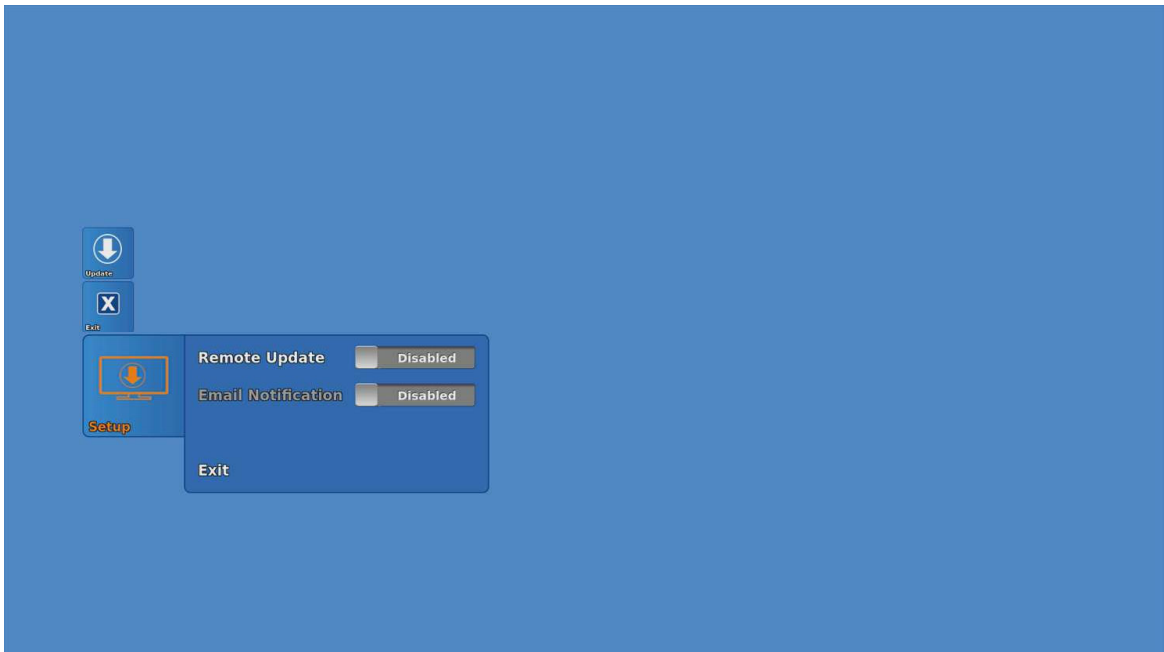 Update
X
Exit
Remote Update Disabled
Email Notification Disabled
Setup
Exit